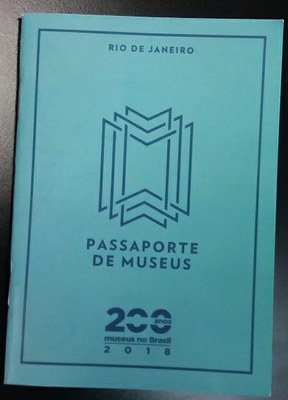 RIO DE JANEIRO
PASSAPORTE
DE MUSEUS
200 anos
museus no Brasil
2018